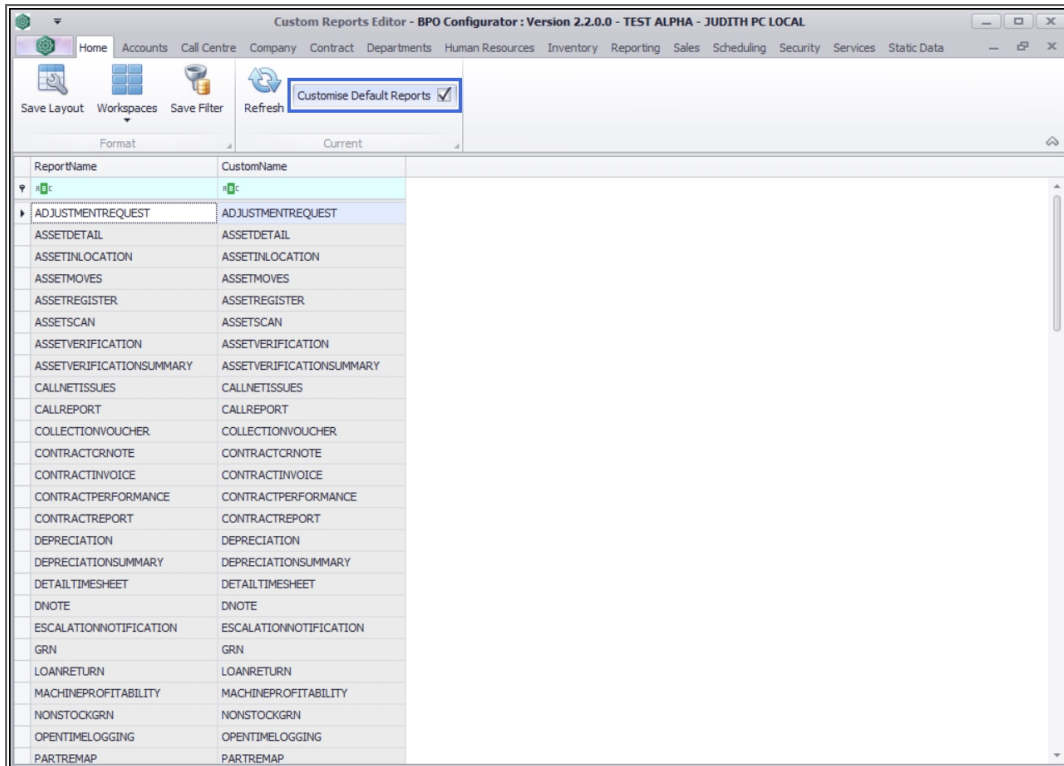 Custom Reports Editor - BPO Configurator : Version 2.2.0.0 - TEST ALPHA - JUDITH PC LOCAL
Home Accounts Call Centre Company Contract Departments Human Resources Inventory Reporting Sales Scheduling Security Services Static Data
Save Layout Workspaces Save Filter Refresh Customise Default Reports
Format Current
ReportName CustomName
ADJUSTMENTREQUEST ADJUSTMENTREQUEST
ASSETDETAIL ASSETDETAIL
ASSETINLOCATION ASSETINLOCATION
ASSETMOVES ASSETMOVES
ASSETREGISTER ASSETREGISTER
ASSETSCAN ASSETSCAN
ASSETVERIFICATION ASSETVERIFICATION
ASSETVERIFICATIONSUMMARY ASSETVERIFICATIONSUMMARY
CALLNETISSUES CALLNETISSUES
CALLREPORT CALLREPORT
COLLECTIONVOUCHER COLLECTIONVOUCHER
CONTRACTCRNOTE CONTRACTCRNOTE
CONTRACTINVOICE CONTRACTINVOICE
CONTRACTPERFORMANCE CONTRACTPERFORMANCE
CONTRACTREPORT CONTRACTREPORT
DEPRECIATION DEPRECIATION
DEPRECIATIONSUMMARY DEPRECIATIONSUMMARY
DETAILTIMESHEET DETAILTIMESHEET
DNOTE DNOTE
ESCALATIONNOTIFICATION ESCALATIONNOTIFICATION
GRN GRN
LOANRETURN LOANRETURN
MACHINEPROFITABILITY MACHINEPROFITABILITY
NONSTOCKGRN NONSTOCKGRN
OPENTIMELOGGING OPENTIMELOGGING
PARTREMAP PARTREMAP